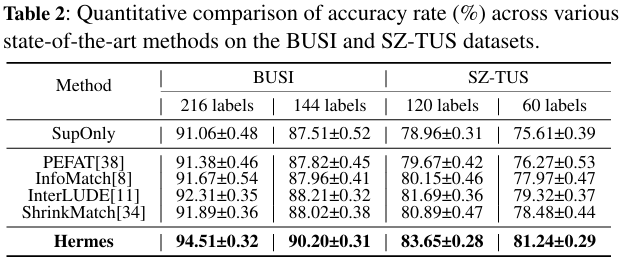 Table 2: Quantitative comparison of accuracy rate (%) across various
state-of-the-art methods on the BUSI and SZ-TUS datasets.
Method | BUSI | SZ-TUS
| 216 labels | 144 labels | 120 labels | 60 labels
SupOnly | 91.06±0.48 | 87.51±0.52 | 78.96±0.31 | 75.61±0.39
PEFAT[38] | 91.38±0.46 | 87.82±0.45 | 79.67±0.42 | 76.27±0.53
InfoMatch[8] | 91.67±0.54 | 87.96±0.41 | 80.15±0.46 | 77.97±0.47
InterLUDE[11] | 92.31±0.35 | 88.21±0.32 | 81.69±0.36 | 79.32±0.37
ShrinkMatch[34] | 91.89±0.36 | 88.02±0.38 | 80.89±0.47 | 78.48±0.44
Hermes | 94.51±0.32 | 90.20±0.31 | 83.65±0.28 | 81.24±0.29